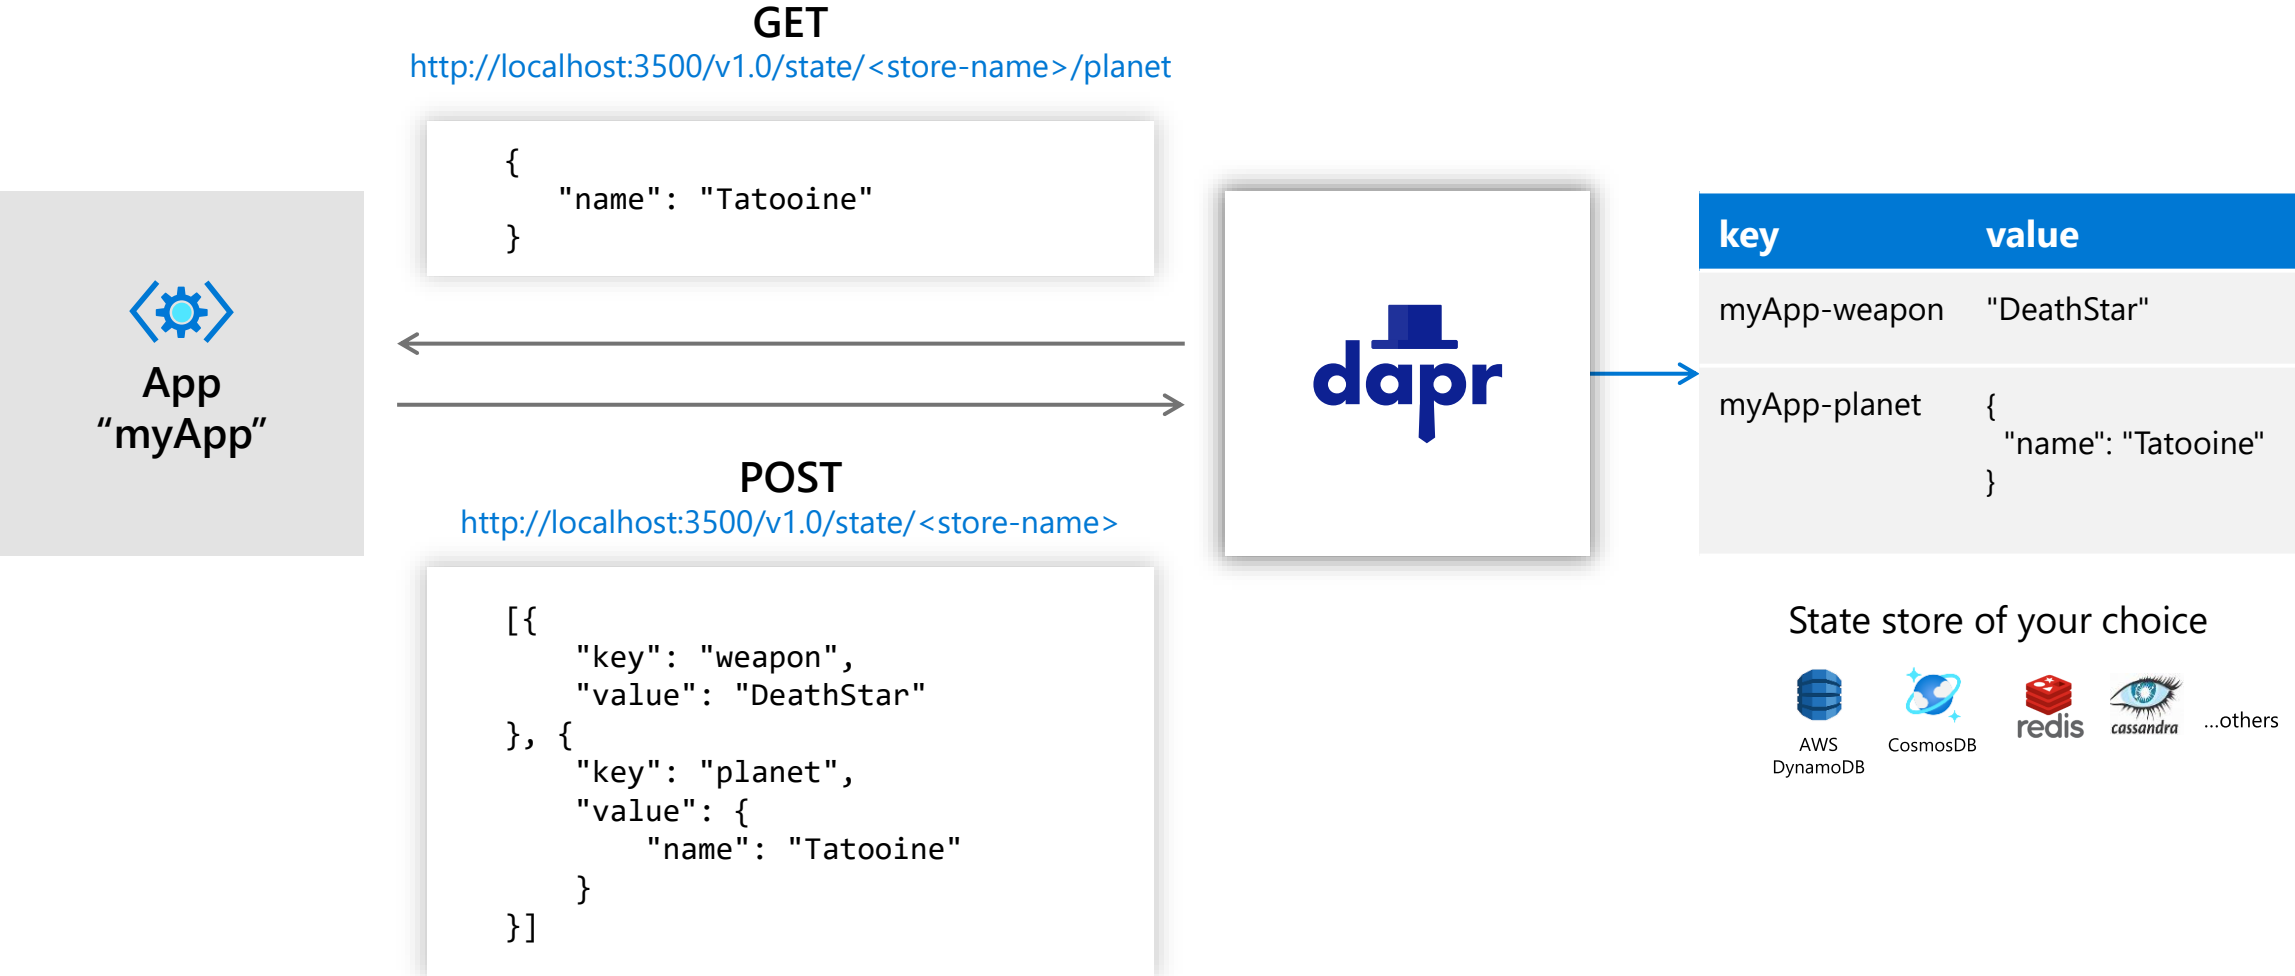 GET
http://localhost:3500/v1.0/state/<store-name>/planet
{
"name": "Tatooine"
}
App
“myApp”
POST
http://localhost:3500/v1.0/state/<store-name>
[{
"key": "weapon",
"value": "DeathStar"
}, {
"key": "planet",
"value": {
"name": "Tatooine"
}
}]
dapr
key value
myApp-weapon "DeathStar"
myApp-planet {
"name": "Tatooine"
}
State store of your choice
AWS
DynamoDB
CosmosDB
redis
cassandra
...others